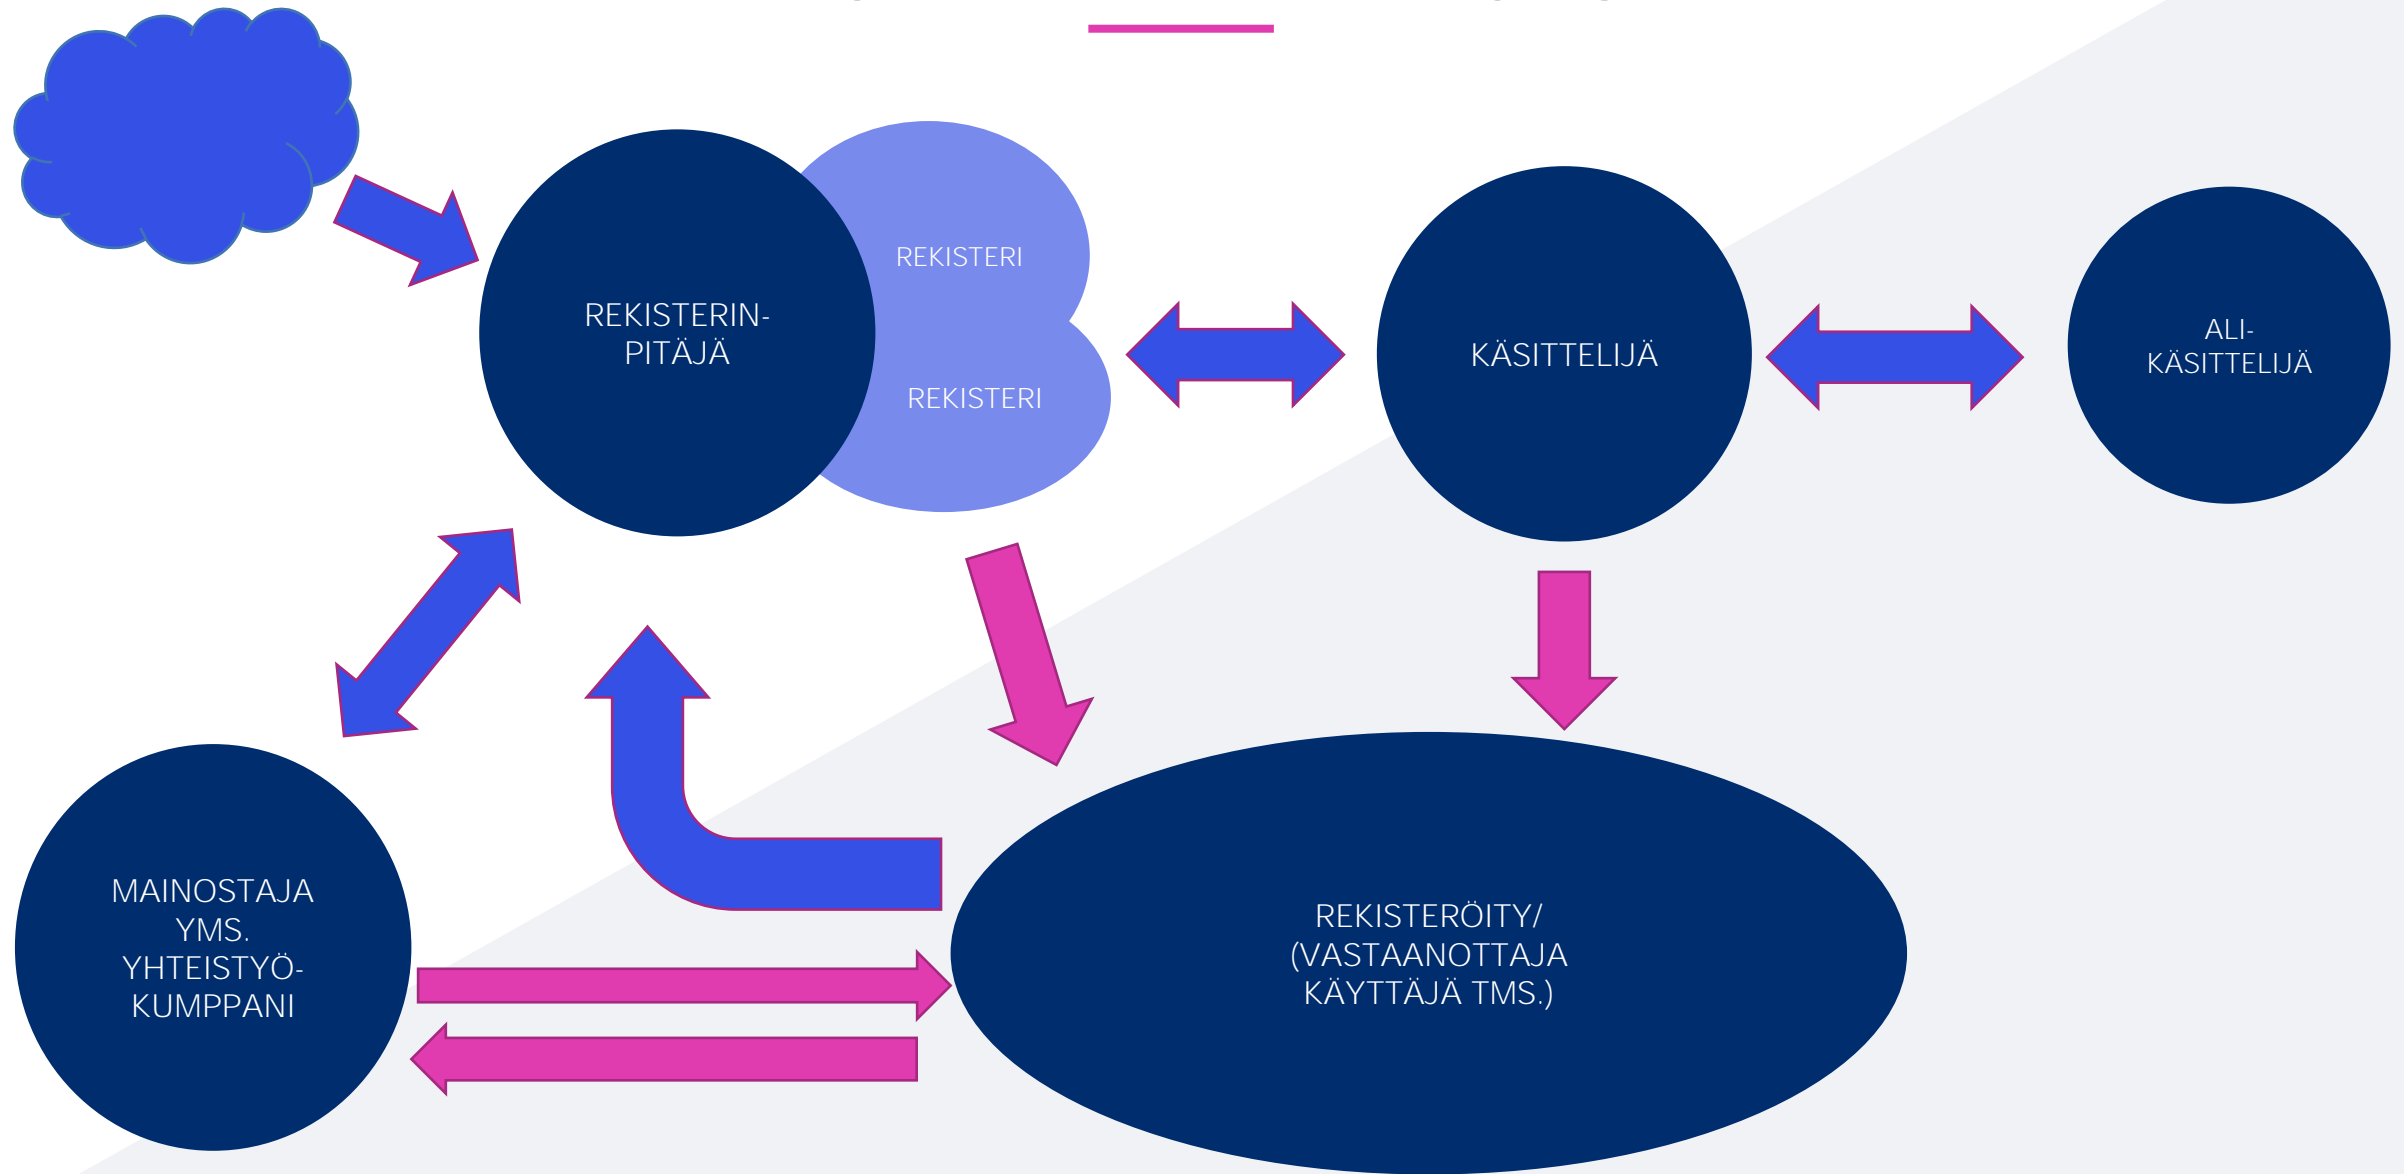 REKISTERI
REKISTERIN-
PITÄJÄ
REKISTERI
KÄSITTELIJÄ
ALI-
KÄSITTELIJÄ
MAINOSTAJA
YMS.
YHTEISTYÖ-
KUMPPANI
REKISTERÖITY/
(VASTAANOTTAJA
KÄYTTÄJÄ TMS.)